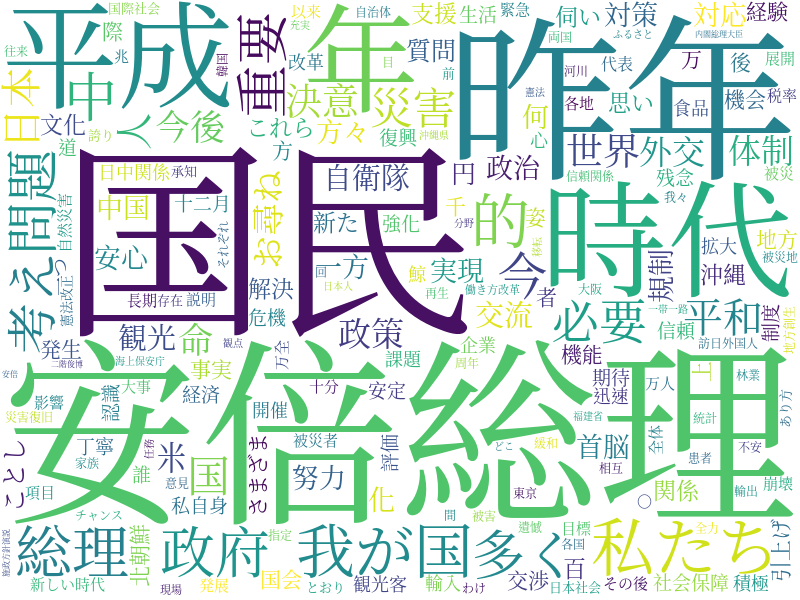 国際社会
自治体
以来
支援
生活
緊急
伺い
対策
両国
ふるさと
内閣総理大臣
対応
経験
往来
充実
平成
兆
際
中
重要
韓国
年
質問
改革
目
決意
災害
前
代表
河川
万
後
展開
税率
昨年
日本
文化
誇り
人
今後
これら
方々
復興
沖縄県
何
心
憲法
各地
思い
食品
機会
道
方
世界
外交
体制
信頼関係
残念
被災
我々
問題
日中関係
承知
中国
十二月
自然災害
それぞれ
国民
お尋ね
自衛隊
円
政治
新た
強化
千
分野
姿
移転
的
時代
地方
拡大
被災地
考え
つ
憲法改正
安心
長期
存在
説明
回
日本人
一方
実現
再生
働き方改革
今
者
大阪
規制
沖縄
一帯一路
訪日外国人
制度
地方創生
観光
命
解決
危機
政策
交流
必要
平和
信頼
発生
海上保安庁
観点
万全
課題
企業
周年
機能
上
安倍
二階俊博
大事
事実
経済
十分
安定
期待
迅速
万人
林業
影響
認識
災害復旧
開催
福建省
統計
あり方
安倍総理
ことし
丁寧
家族
任務
誰
米
国
さまざま
被災者
努力
評価
どこ
緩和
首脳
相互
全体
患者
不安
項目
意見
私自身
化
東京
関係
〇
輸出
崩壊
北朝鮮
チャンス
指定
間
被害
遺憾
目標
各国
全力
引上げ
総理
政府
我が国
多く
私たち
施政方針演説
新しい時代
現場
発展
国会
とおり
観光客
輸入
わけ
交渉
百
日本社会
その後
社会保障
積極